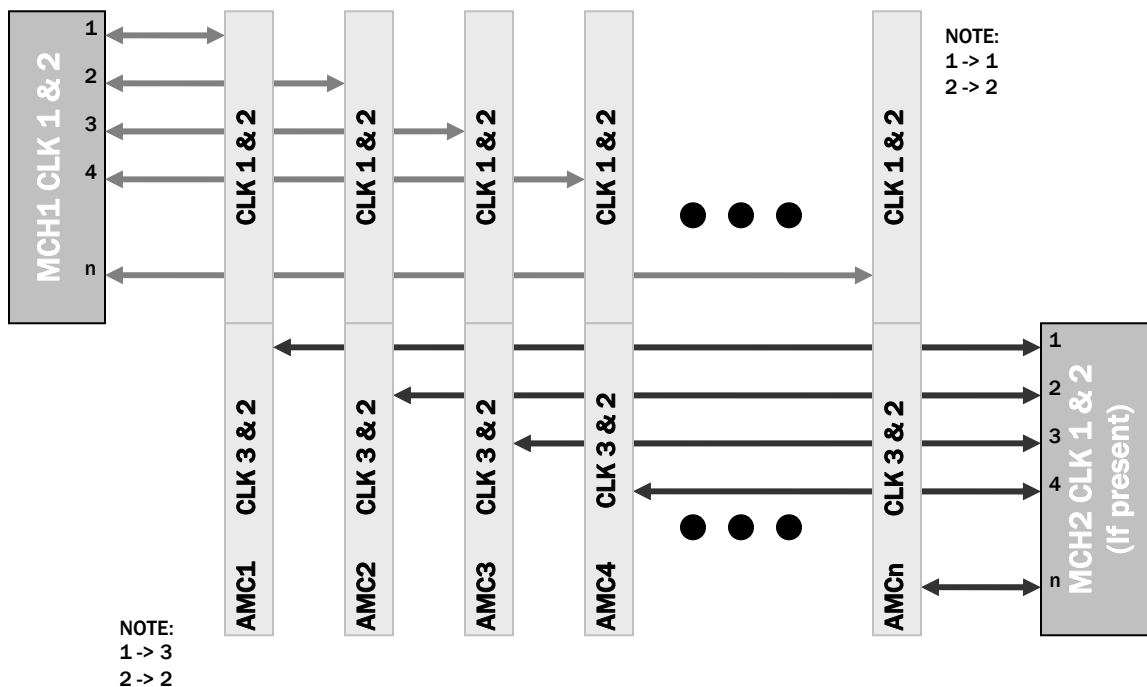 MCH1 CLK 1 & 2
1
2
3
4
n
CLK 1 & 2
CLK 1 & 2
CLK 1 & 2
CLK 1 & 2
CLK 1 & 2
NOTE:
1 -> 1
2 -> 2
CLK 3 & 2
CLK 3 & 2
CLK 3 & 2
CLK 3 & 2
CLK 3 & 2
AMC1
AMC2
AMC3
AMC4
AMCn
1
2
3
4
n
MCH2 CLK 1 & 2
(If present)
NOTE:
1 -> 3
2 -> 2